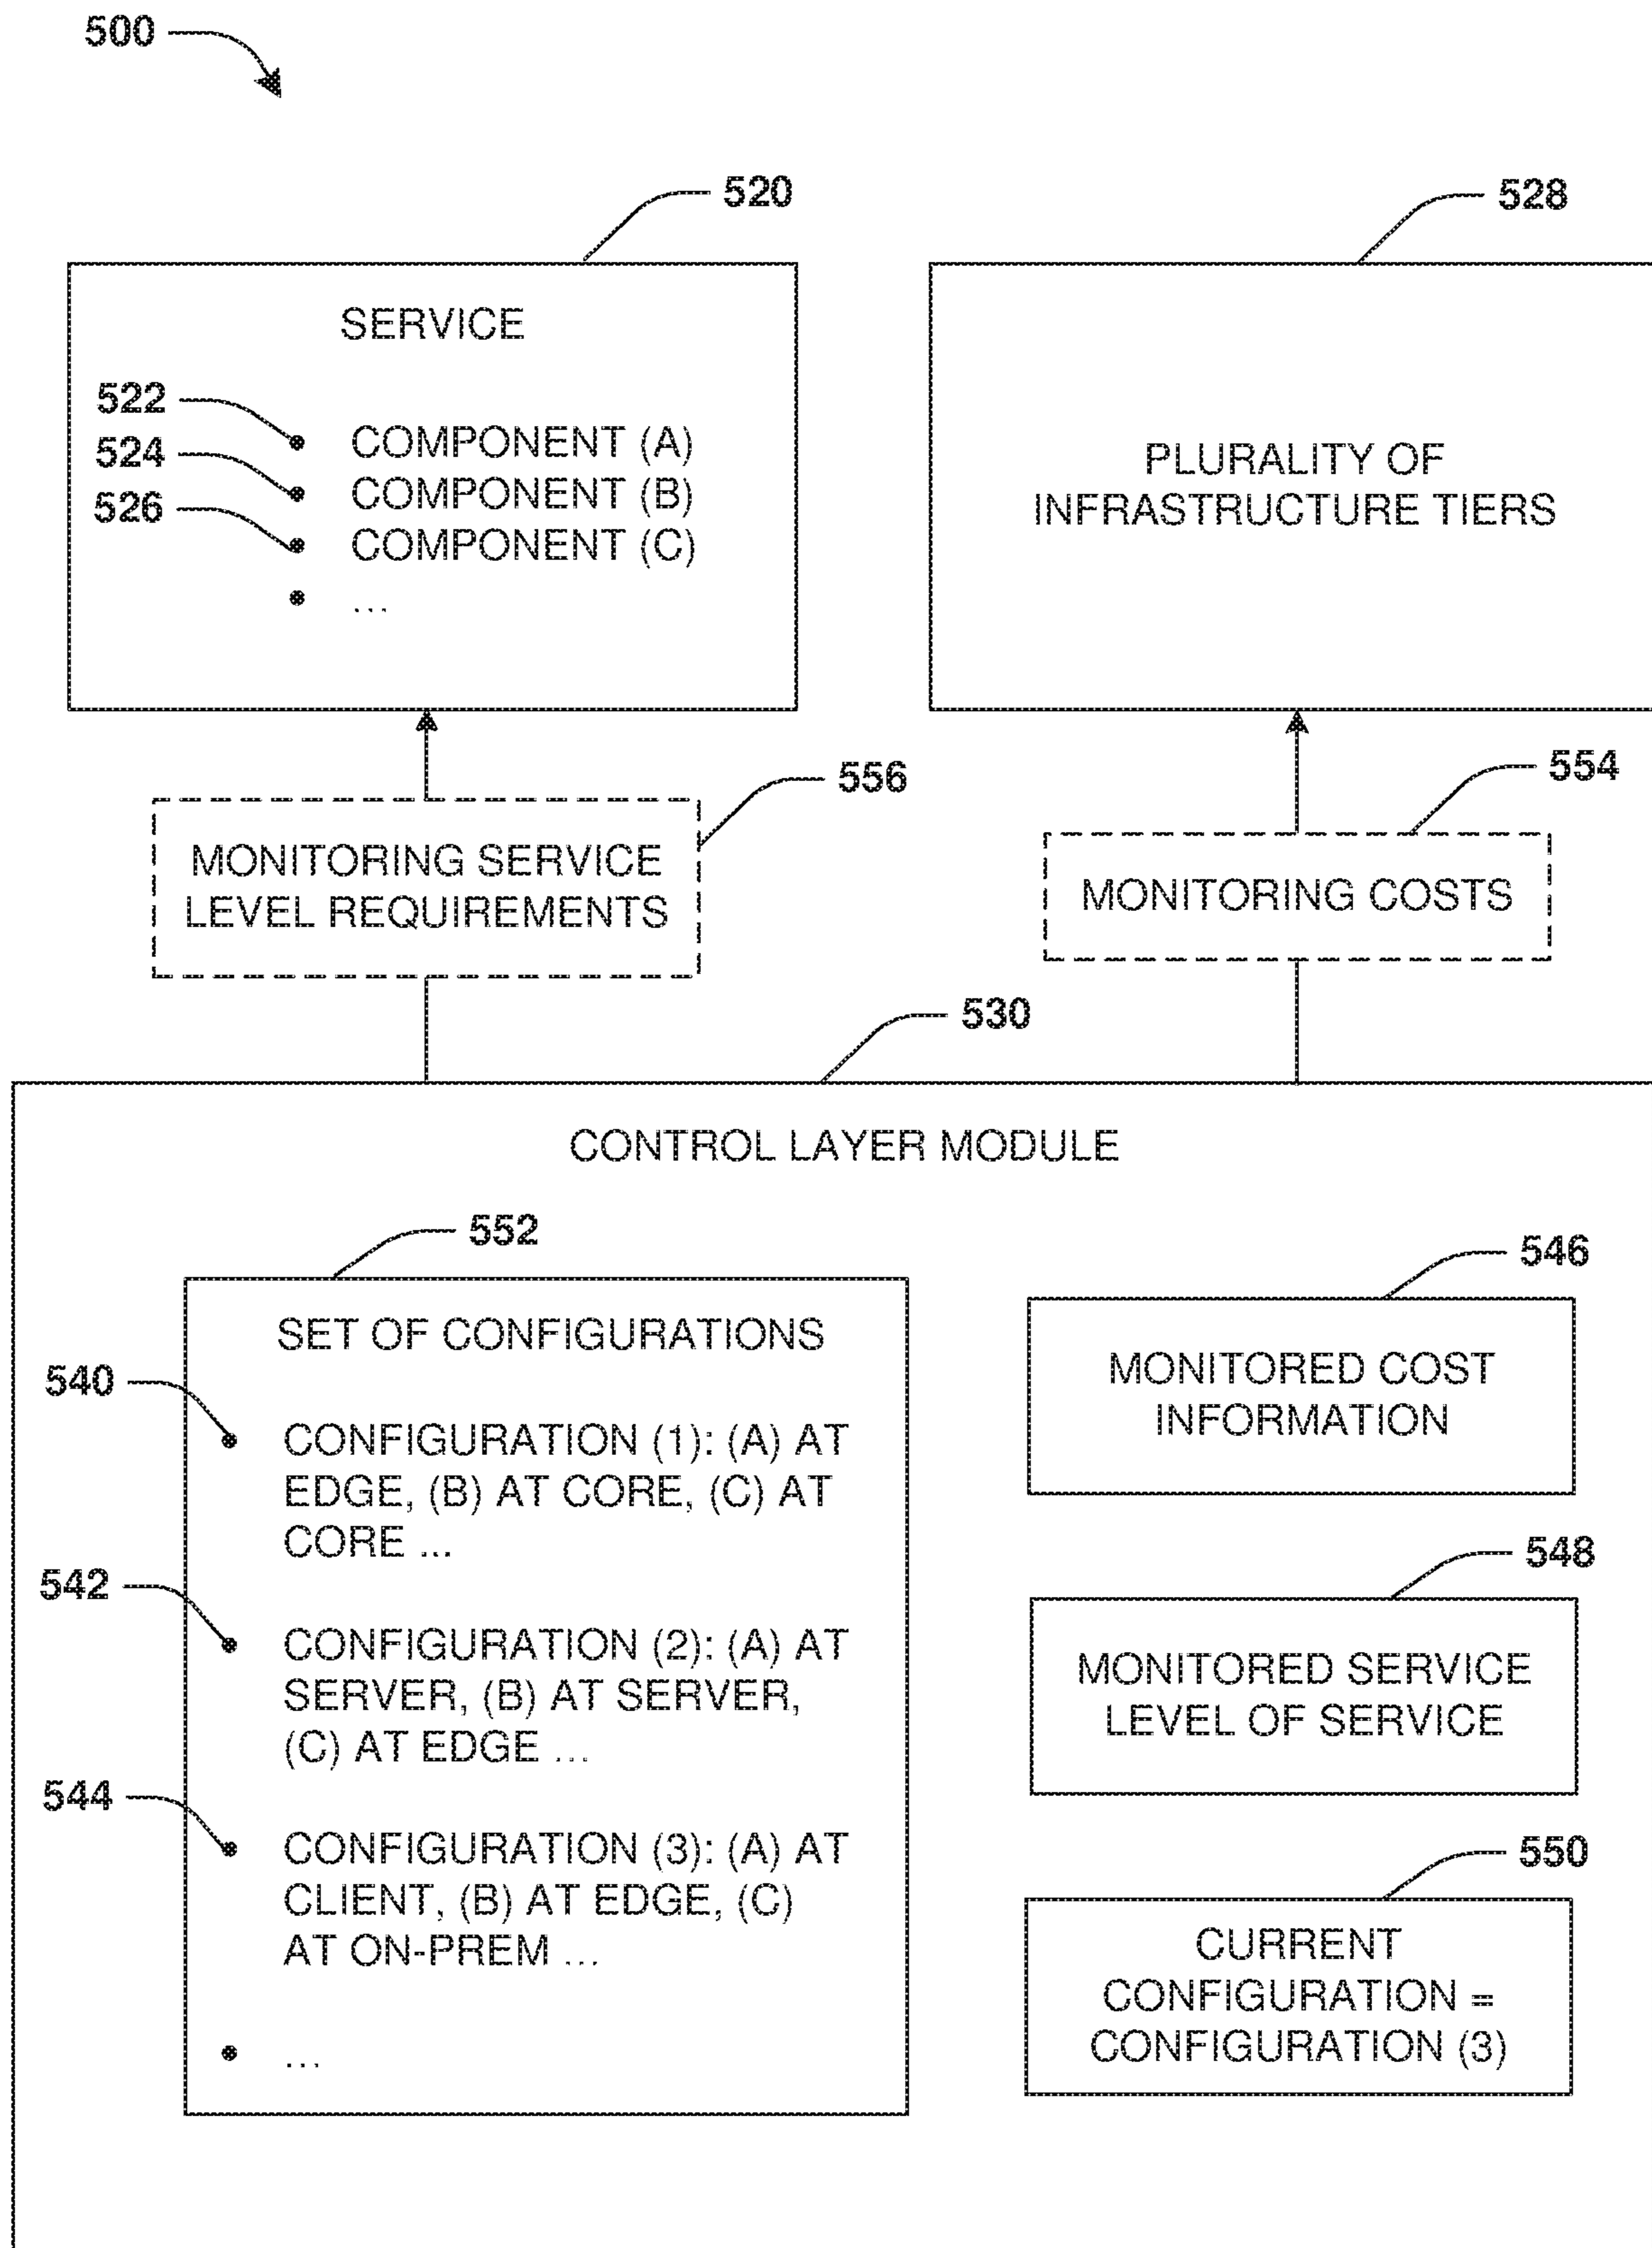 500
520
528
SERVICE
522
COMPONENT (A)
524
COMPONENT (B)
526
COMPONENT (C)
...
PLURALITY OF
INFRASTRUCTURE TIERS
556
554
MONITORING SERVICE
LEVEL REQUIREMENTS
MONITORING COSTS
530
CONTROL LAYER MODULE
552
SET OF CONFIGURATIONS
540
CONFIGURATION (1): (A) AT
EDGE, (B) AT CORE, (C) AT
CORE ...
542
CONFIGURATION (2): (A) AT
SERVER, (B) AT SERVER,
(C) AT EDGE ...
544
CONFIGURATION (3): (A) AT
CLIENT, (B) AT EDGE, (C)
AT ON-PREM ...
...
546
MONITORED COST
INFORMATION
548
MONITORED SERVICE
LEVEL OF SERVICE
550
CURRENT
CONFIGURATION =
CONFIGURATION (3)